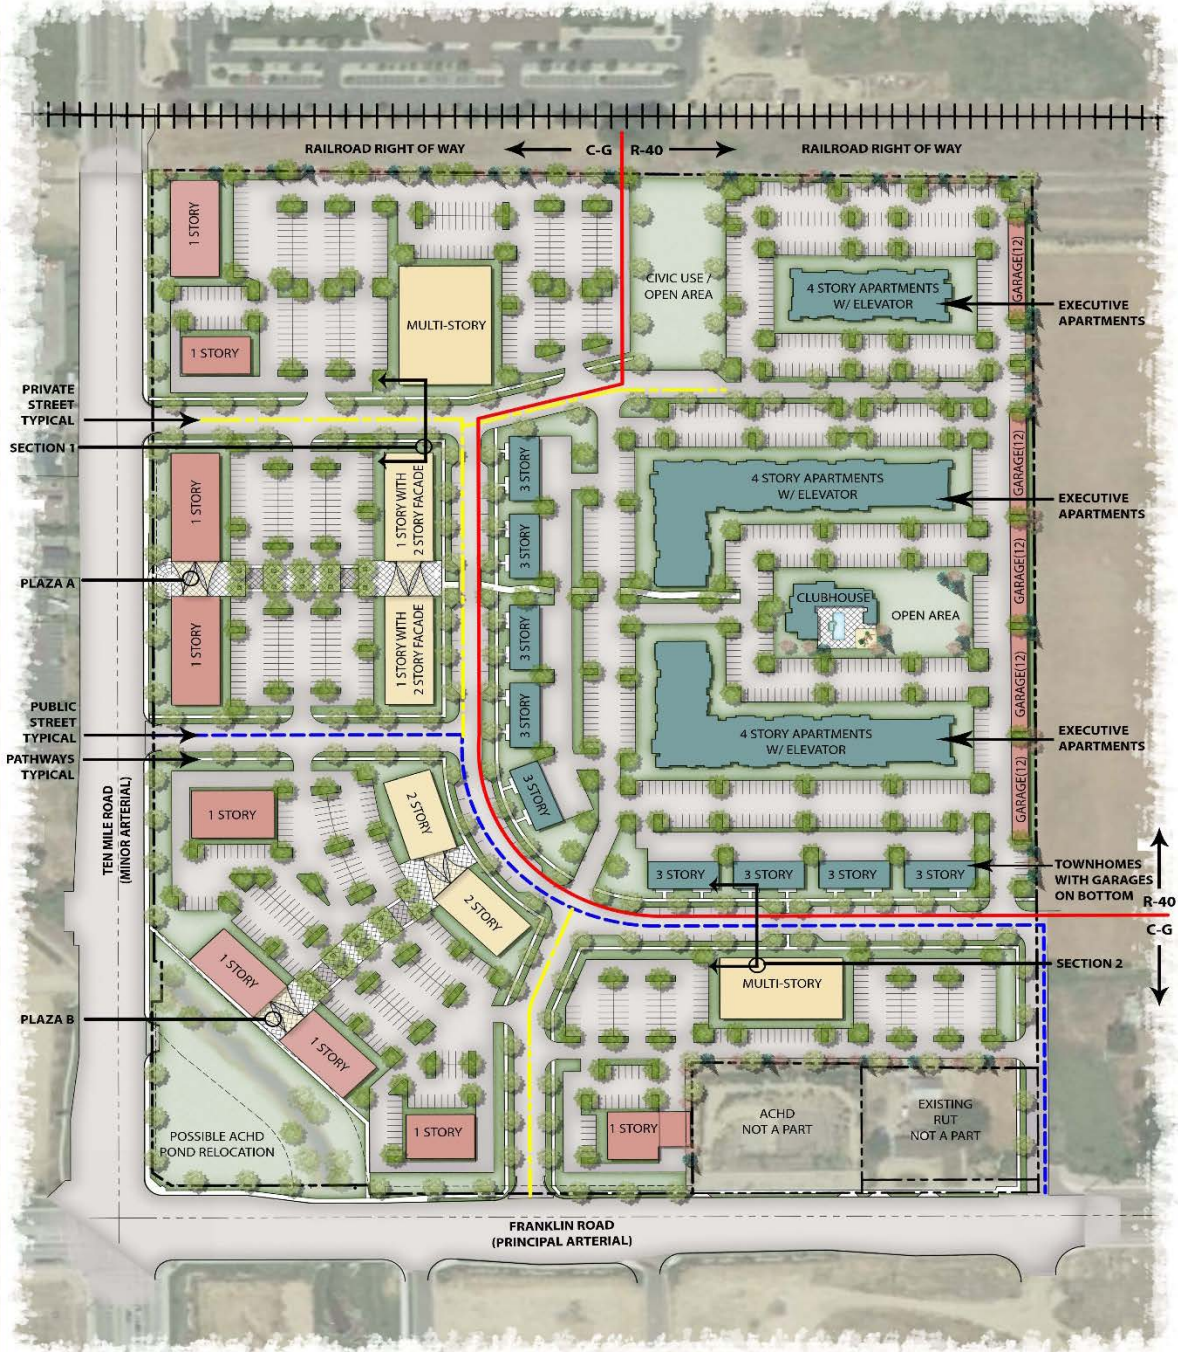 RAILROAD RIGHT OF WAY
C-G
R-40
RAILROAD RIGHT OF WAY
1 STORY
1 STORY
MULTI-STORY
CIVIC USE /
OPEN AREA
4 STORY APARTMENTS
W/ ELEVATOR
GARAGE(12)
EXECUTIVE
APARTMENTS
PRIVATE
STREET
TYPICAL
SECTION 1
1 STORY
1 STORY WITH
2 STORY FACADE
3 STORY
3 STORY
4 STORY APARTMENTS
W/ ELEVATOR
GARAGE(12)
EXECUTIVE
APARTMENTS
PLAZA A
GARAGE(12)
CLUBHOUSE
OPEN AREA
1 STORY
1 STORY WITH
2 STORY FACADE
3 STORY
3 STORY
GARAGE(12)
PUBLIC
STREET
TYPICAL
4 STORY APARTMENTS
W/ ELEVATOR
EXECUTIVE
APARTMENTS
PATHWAYS
TYPICAL
3 STORY
GARAGE(12)
TEN MILE ROAD
(MINOR ARTERIAL)
1 STORY
2 STORY
2 STORY
3 STORY
3 STORY
3 STORY
3 STORY
TOWNHOMES
WITH GARAGES
ON BOTTOM
R-40
C-G
1 STORY
MULTI-STORY
SECTION 2
PLAZA B
1 STORY
POSSIBLE ACHD
POND RELOCATION
1 STORY
1 STORY
ACHD
NOT A PART
EXISTING
RUT
NOT A PART
FRANKLIN ROAD
(PRINCIPAL ARTERIAL)